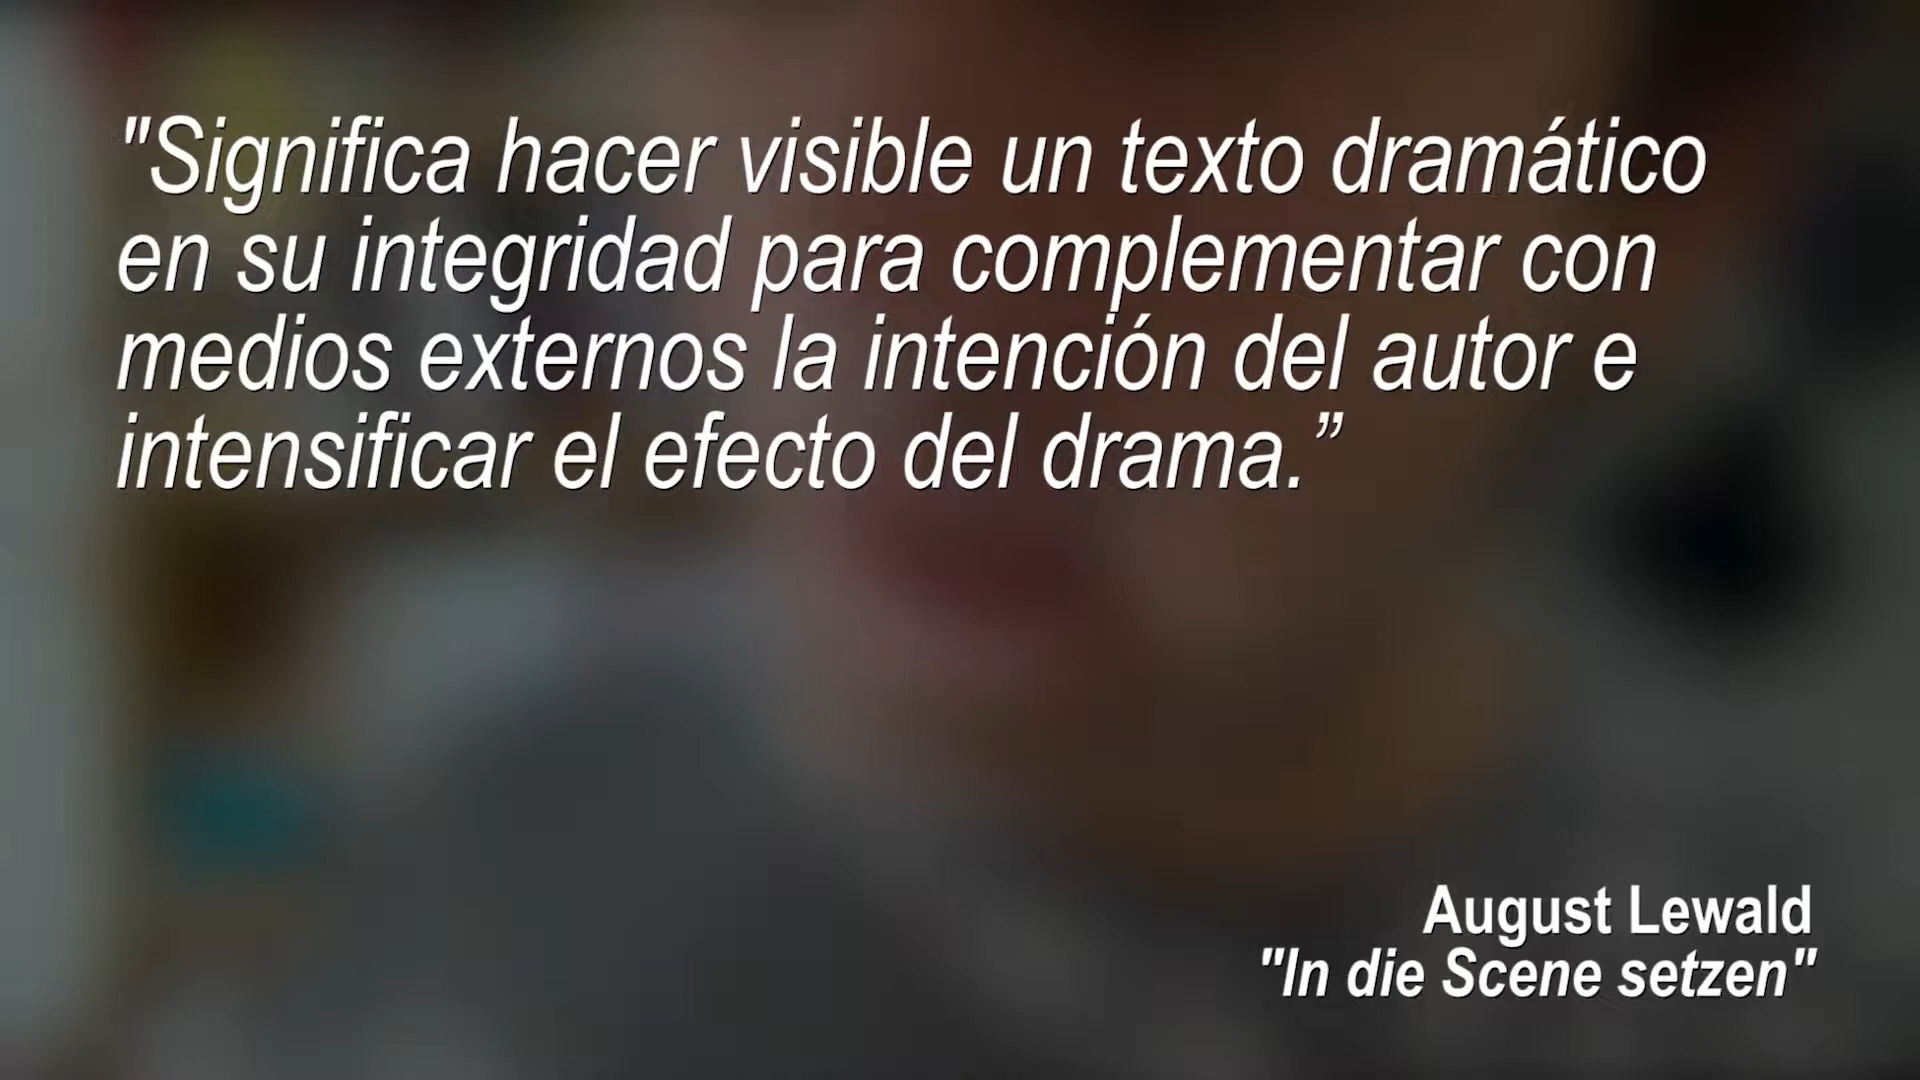 "Significa hacer visible un texto dramático
en su integridad para complementar con
medios externos la intención del autor e
intensificar el efecto del drama.”
August Lewald
"In die Scene setzen"